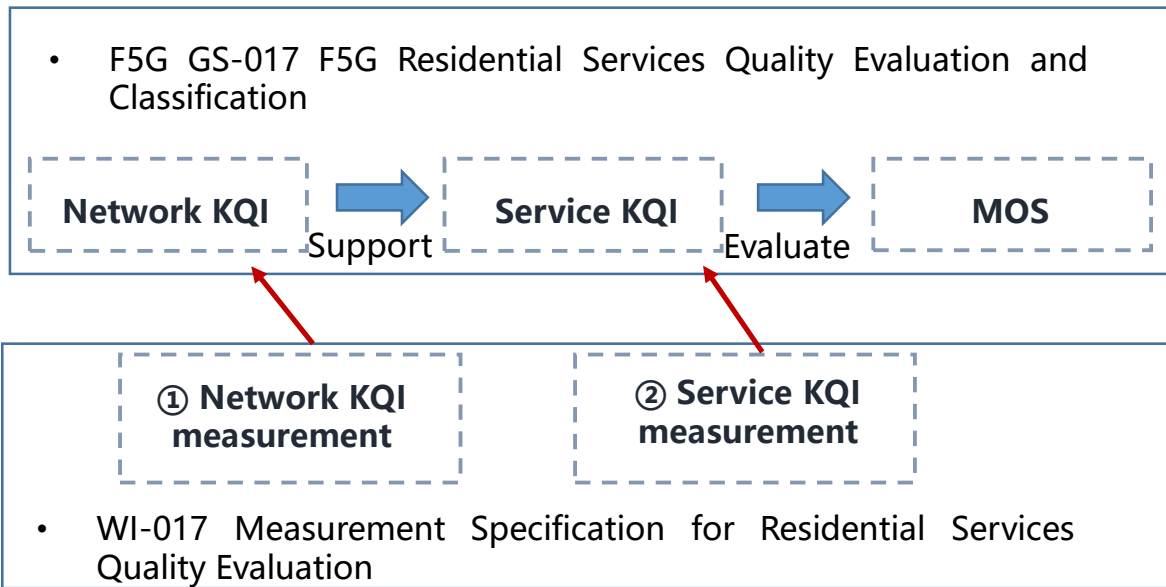 • F5G GS-017 F5G Residential Services Quality Evaluation and
Classification
Network KQI
Support
Service KQI
Evaluate
MOS
① Network KQI
measurement
② Service KQI
measurement
• WI-017 Measurement Specification for Residential Services
Quality Evaluation